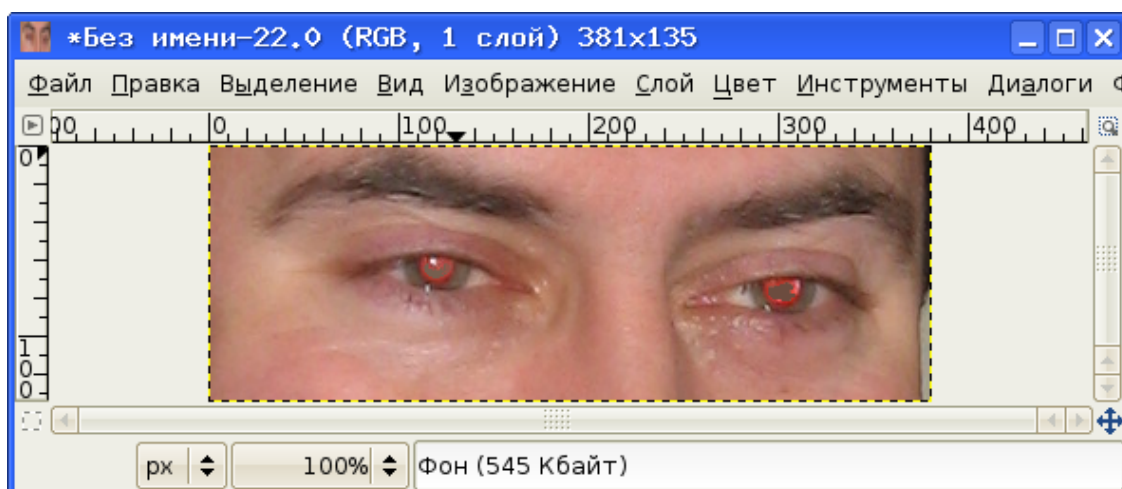 *Без имени-22.0 (RGB, 1 слой) 381x135
Файл Правка Выделение Вид Изображение Слой Цвет Инструменты Диалоги Ф
00 0 100 200 300 400
0
100
px 100% Фон (545 Кбайт)